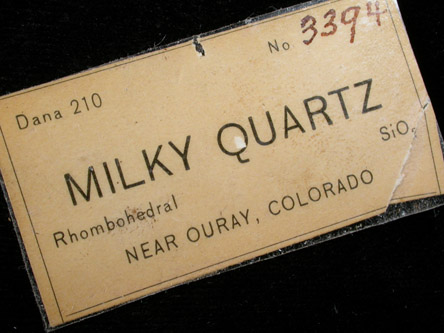 Dana 210
No 3394
MILKY QUARTZ
SiO₂
Rhombohedral
NEAR OURAY, COLORADO